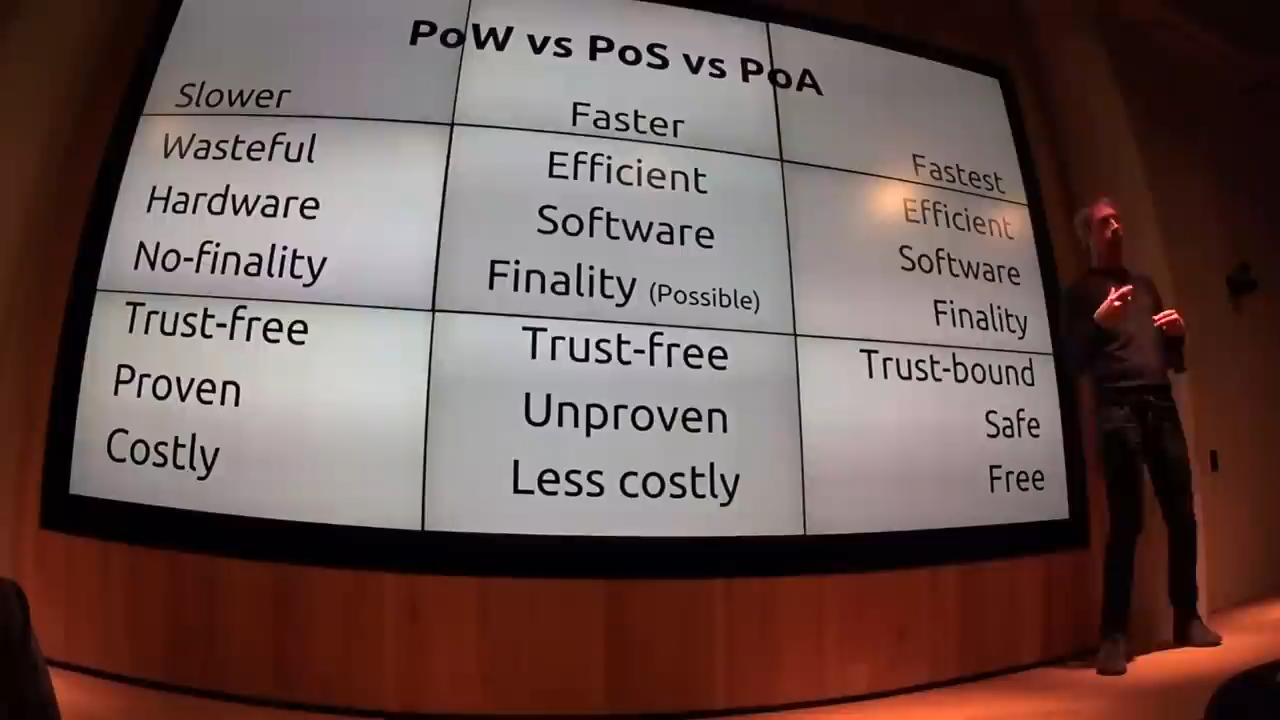 PoW vs PoS vs PoA
Slower
Wasteful
Hardware
No-finality
Trust-free
Proven
Costly
Faster
Efficient
Software
Finality (Possible)
Trust-free
Unproven
Less costly
Fastest
Efficient
Software
Finality
Trust-bound
Safe
Free